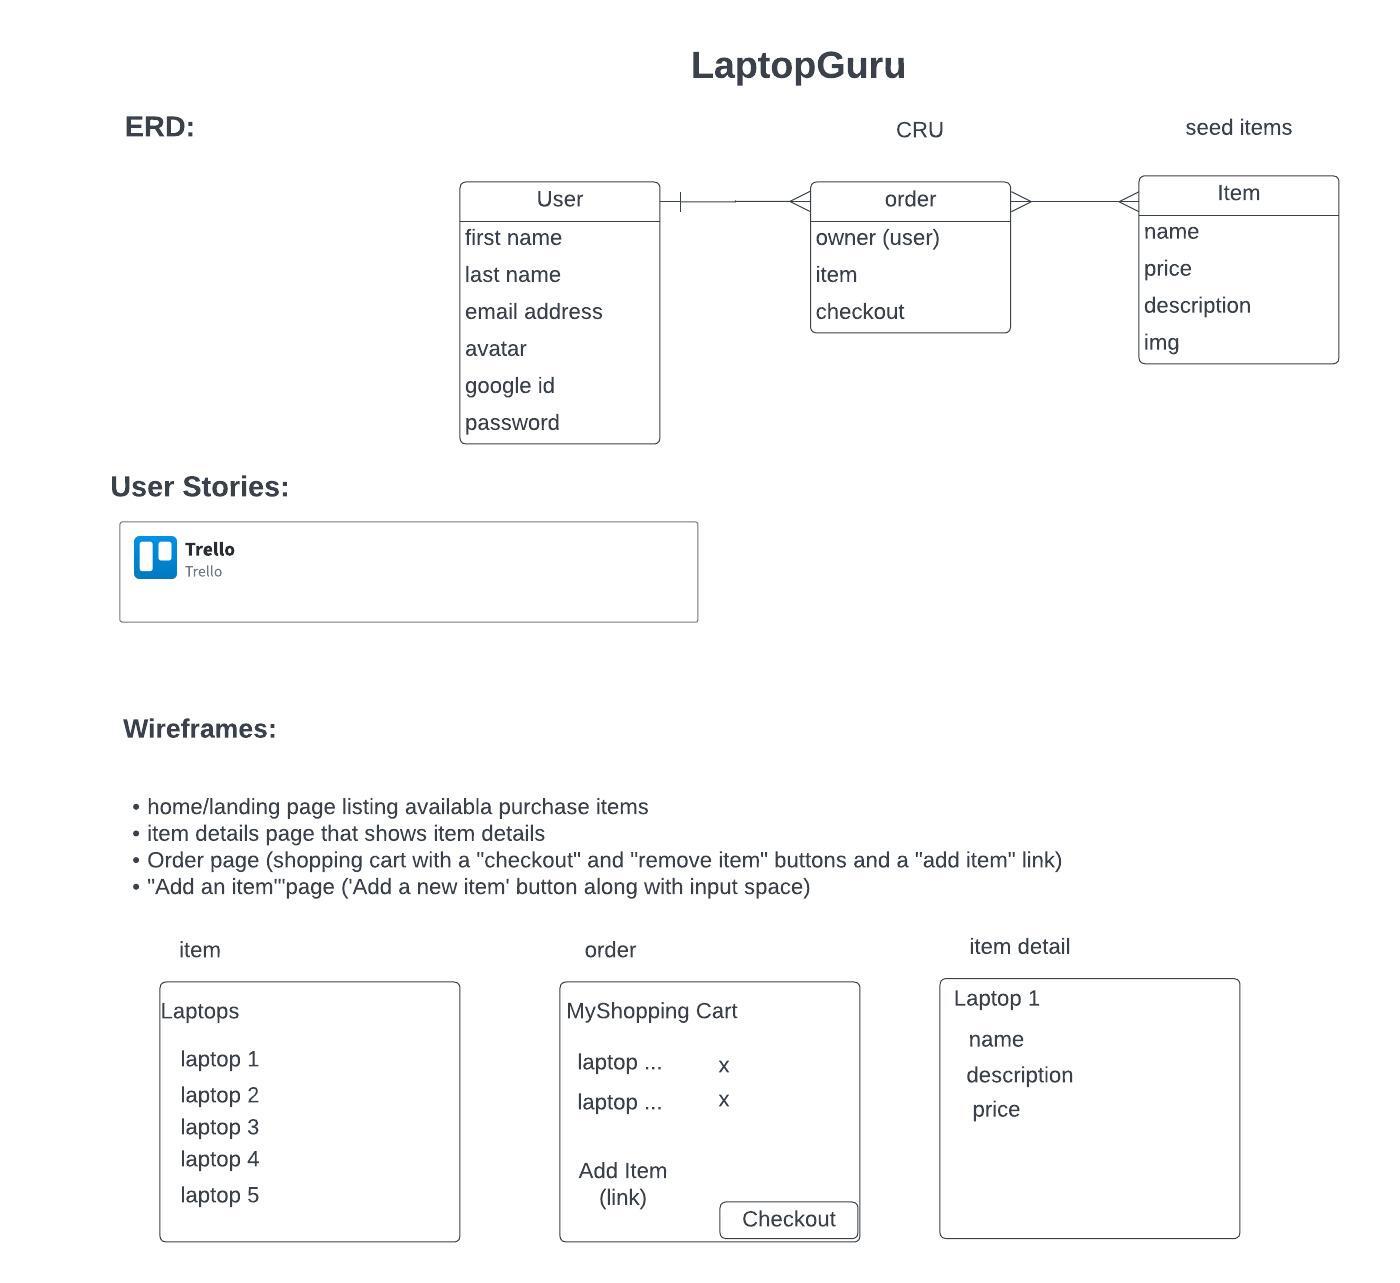 LaptopGuru
ERD:
CRU
seed items
User
first name
last name
email address
avatar
google id
password
order
owner (user)
item
checkout
Item
name
price
description
img
User Stories:
Trello
Trello
Wireframes:
• home/landing page listing availabla purchase items
• item details page that shows item details
• Order page (shopping cart with a "checkout" and "remove item" buttons and a "add item" link)
• "Add an item'"page ('Add a new item' button along with input space)
item
Laptops
laptop 1
laptop 2
laptop 3
laptop 4
laptop 5
order
MyShopping Cart
laptop ... x
laptop ... x
Add Item
(link)
Checkout
item detail
Laptop 1
name
description
price